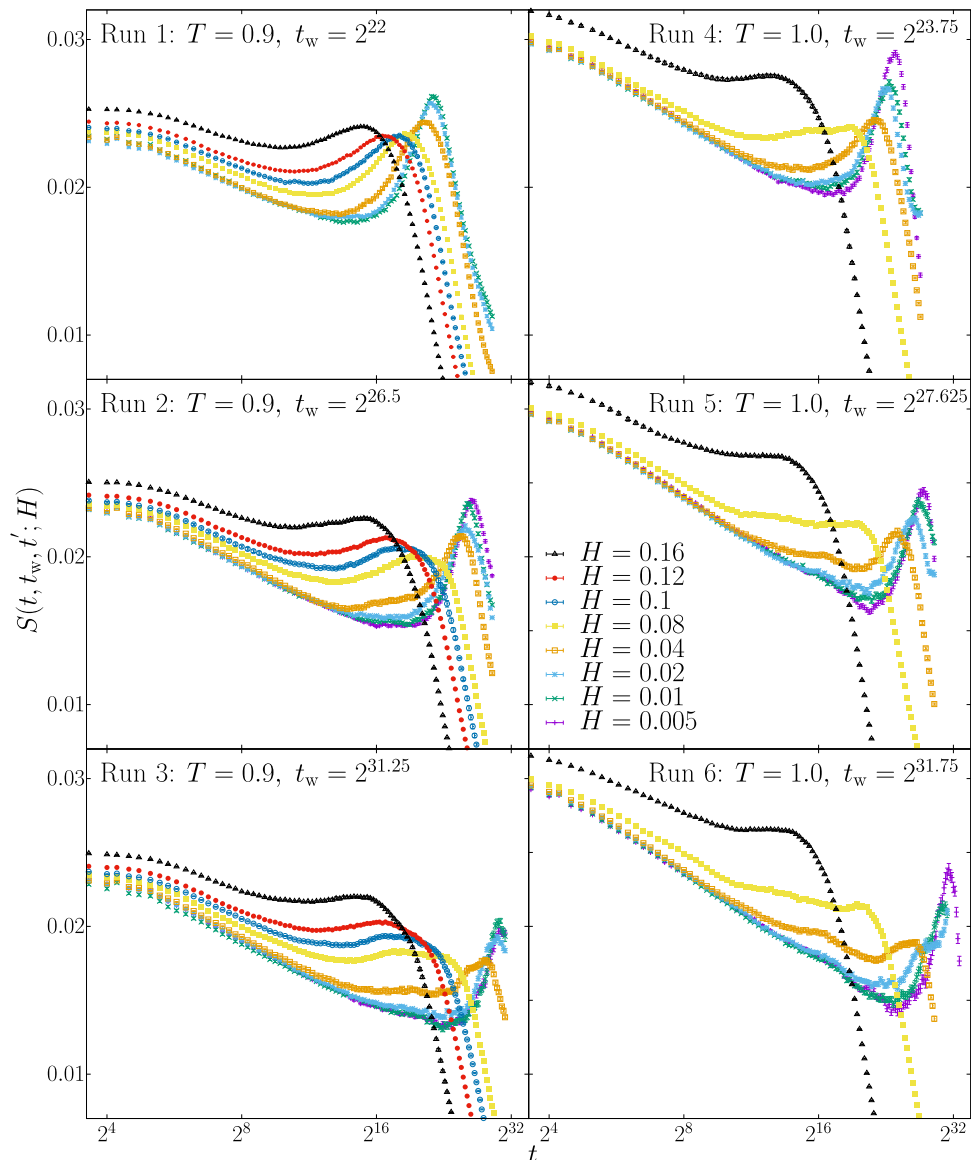 Run 1: T = 0.9, t_w = 2^22
Run 4: T = 1.0, t_w = 2^23.75
0.03
0.02
0.01
Run 2: T = 0.9, t_w = 2^26.5
Run 5: T = 1.0, t_w = 2^27.625
0.03
0.02
0.01
S(t, t_w, t′; H)
H = 0.16
H = 0.12
H = 0.1
H = 0.08
H = 0.04
H = 0.02
H = 0.01
H = 0.005
Run 3: T = 0.9, t_w = 2^31.25
Run 6: T = 1.0, t_w = 2^31.75
0.03
0.02
0.01
2^4 2^8 2^16 2^32 2^4 2^8 2^16 2^32
t